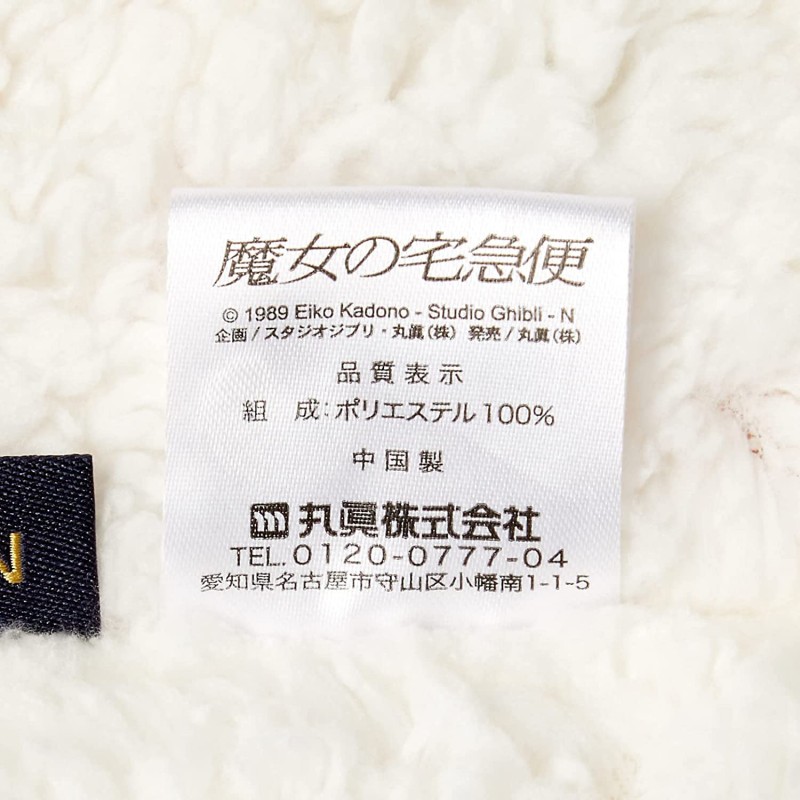 魔女の宅急便
© 1989 Eiko Kadono - Studio Ghibli - N
企画/スタジオジブリ・丸眞(株) 発売/丸眞(株)
品質表示
組 成:ポリエステル100%
中国製
丸眞株式会社
TEL.0120-0777-04
愛知県名古屋市守山区小幡南1-1-5
N